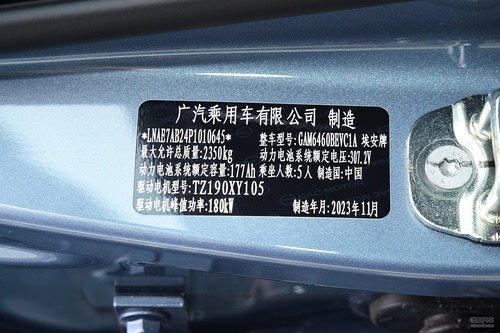 广汽乘用车有限公司 制造
*LNAE7AB24P1010645* 整车型号:GAM6460BEVC1A 埃安牌
最大允许总质量:2350kg 动力电池系统额定电压:307.2V
动力电池系统额定容量:177Ah 乘坐人数:5人 制造国:中国
驱动电机型号:TZ190XY105
驱动电机峰值功率:180kW 制造年月:2023年11月